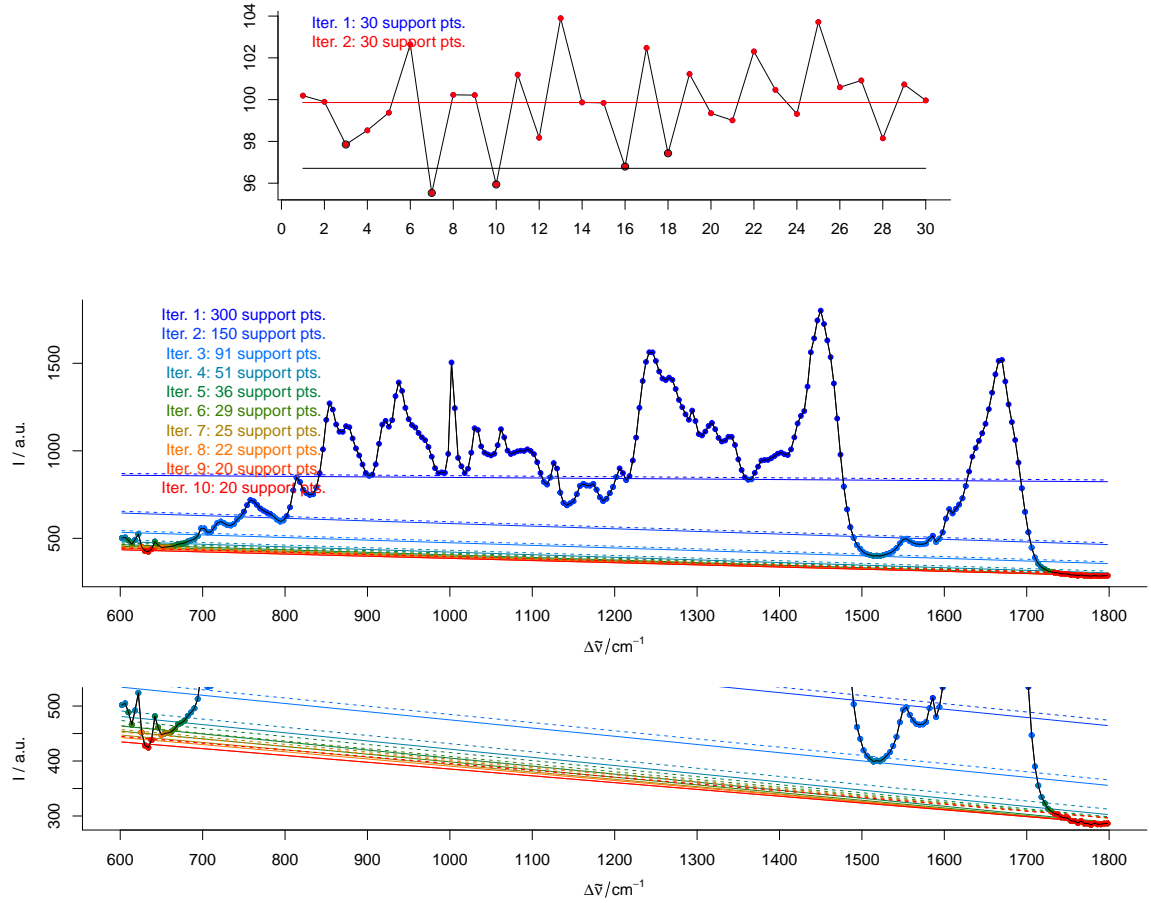 104
102
100
98
96
Iter. 1: 30 support pts.
Iter. 2: 30 support pts.
0 2 4 6 8 10 12 14 16 18 20 22 24 26 28 30
I / a.u.
1500
1000
500
Iter. 1: 300 support pts.
Iter. 2: 150 support pts.
Iter. 3: 91 support pts.
Iter. 4: 51 support pts.
Iter. 5: 36 support pts.
Iter. 6: 29 support pts.
Iter. 7: 25 support pts.
Iter. 8: 22 support pts.
Iter. 9: 20 support pts.
Iter. 10: 20 support pts.
600 700 800 900 1000 1100 1200 1300 1400 1500 1600 1700 1800
Δν̃/cm⁻¹
I / a.u.
500
400
300
600 700 800 900 1000 1100 1200 1300 1400 1500 1600 1700 1800
Δν̃/cm⁻¹